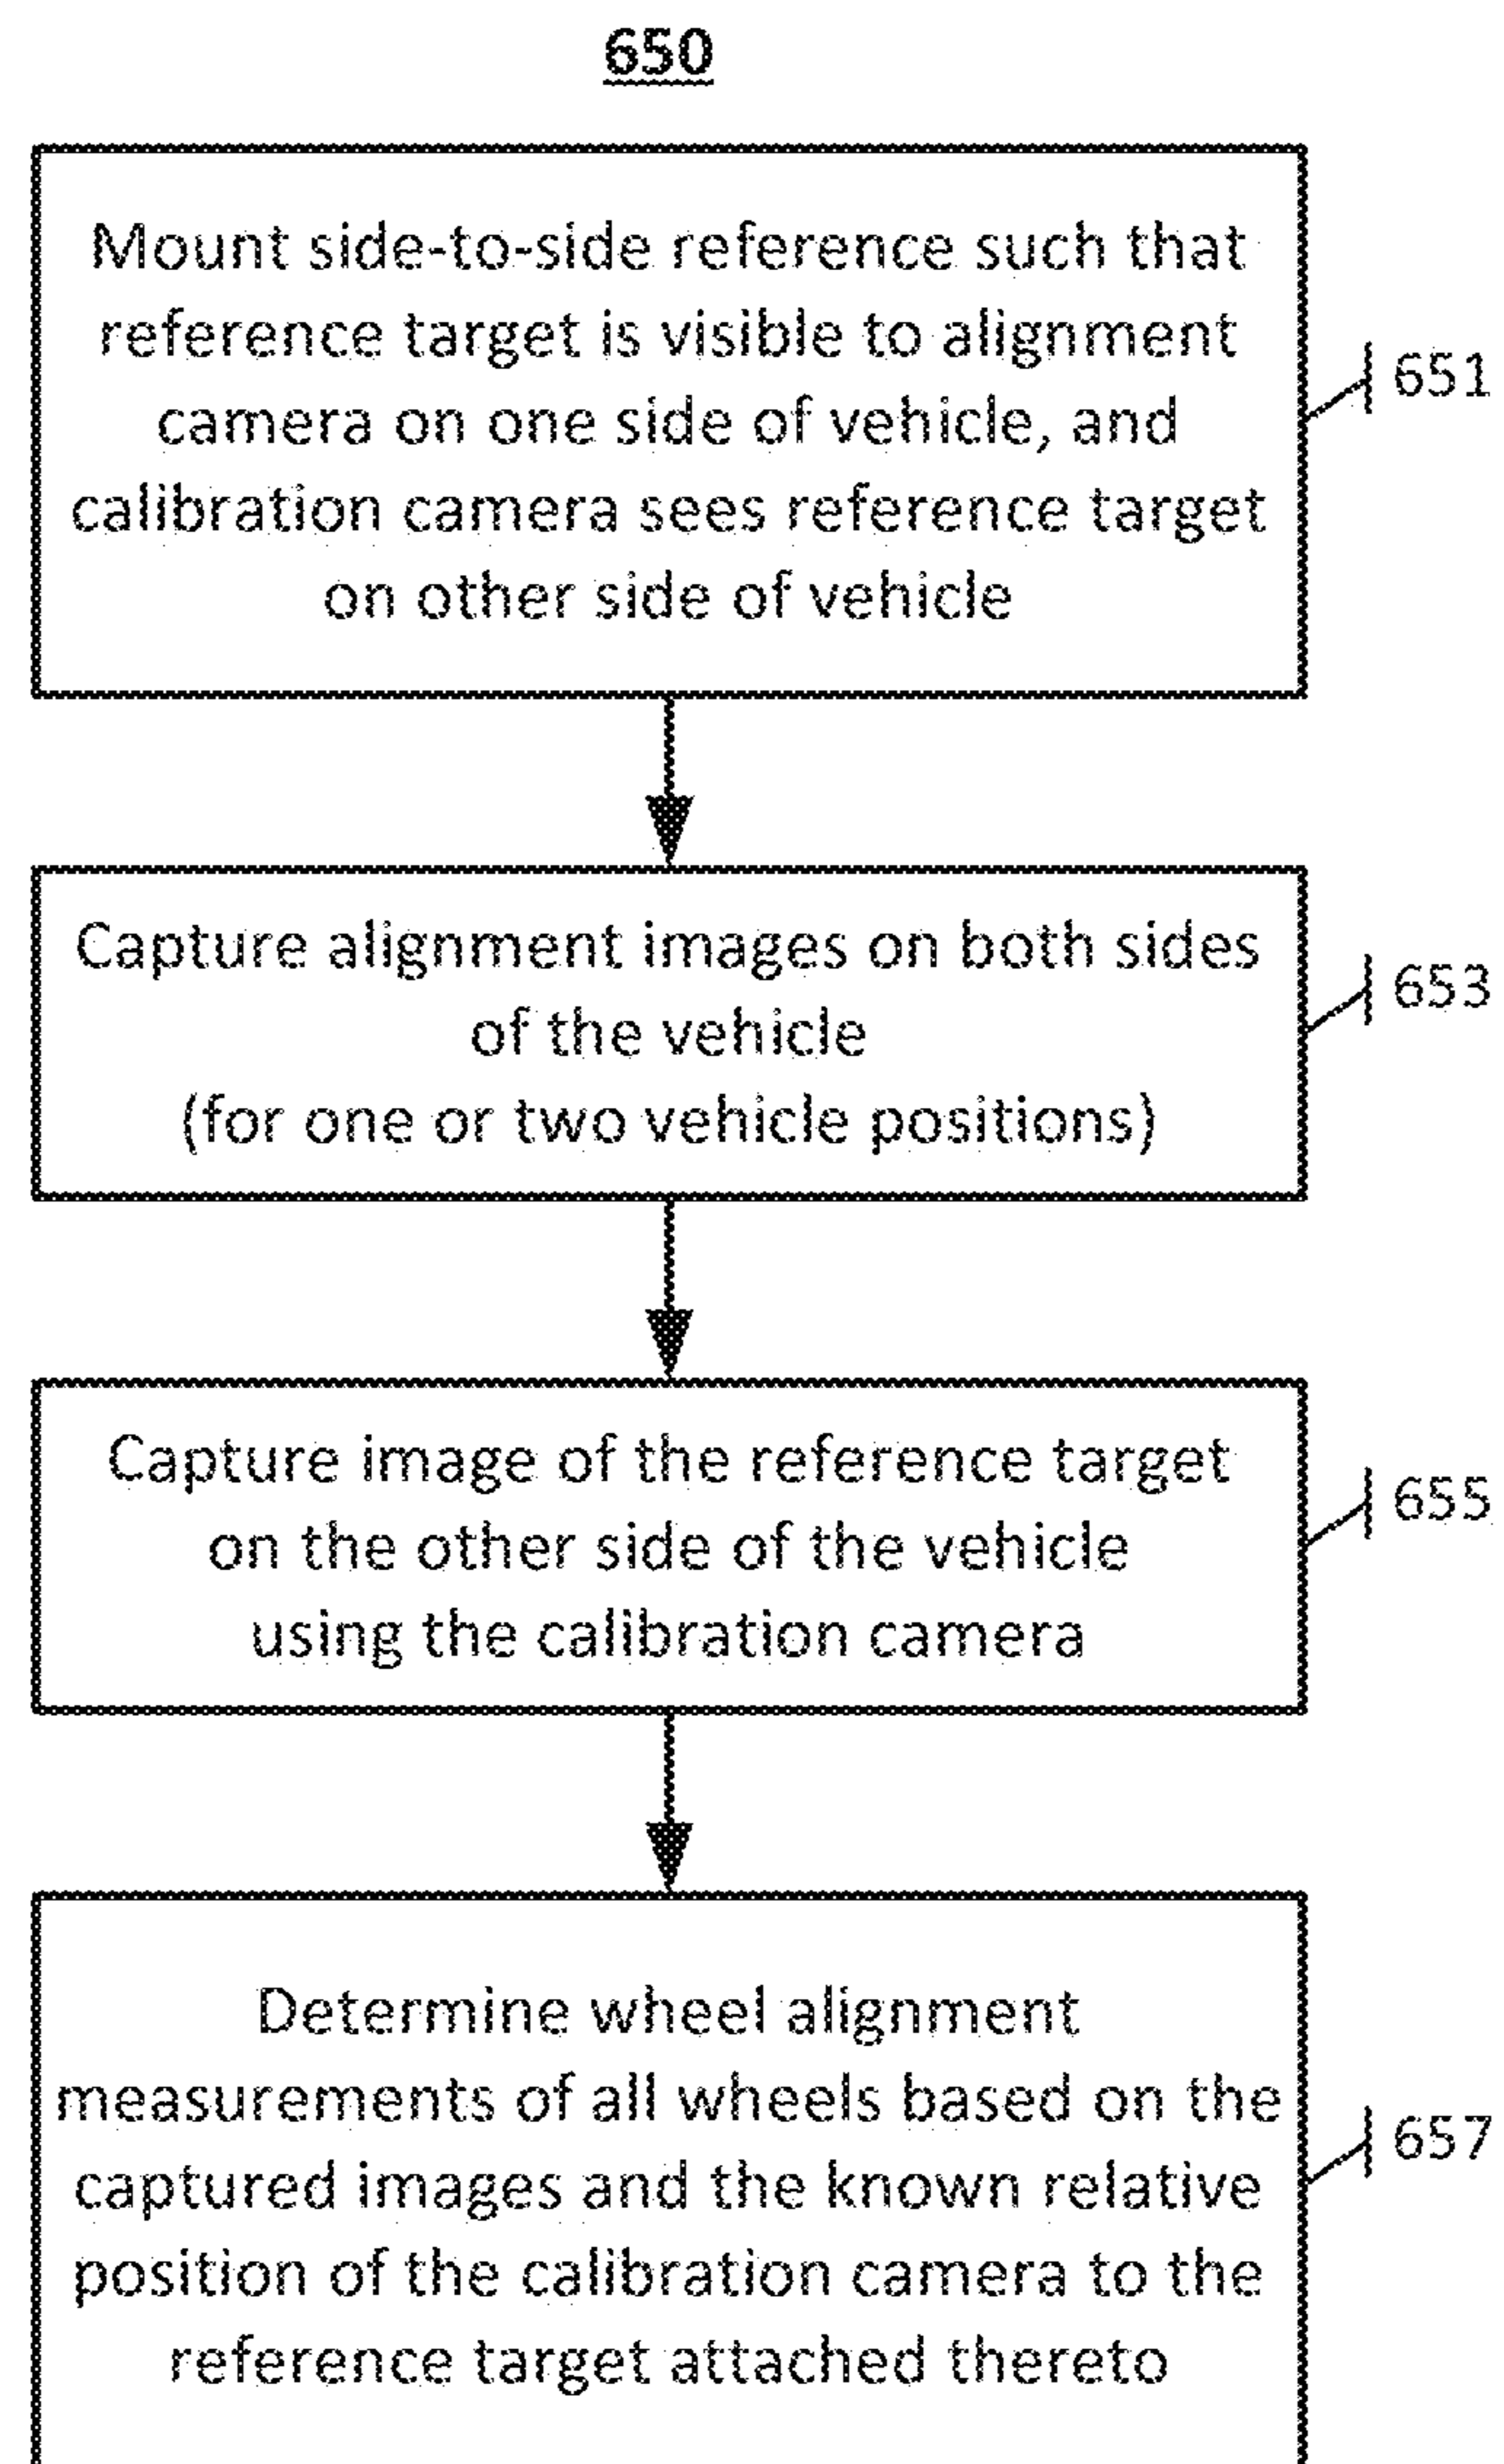 650
Mount side-to-side reference such that
reference target is visible to alignment
camera on one side of vehicle, and
calibration camera sees reference target
on other side of vehicle
651
Capture alignment images on both sides
of the vehicle
(for one or two vehicle positions)
653
Capture image of the reference target
on the other side of the vehicle
using the calibration camera
655
Determine wheel alignment
measurements of all wheels based on the
captured images and the known relative
position of the calibration camera to the
reference target attached thereto
657